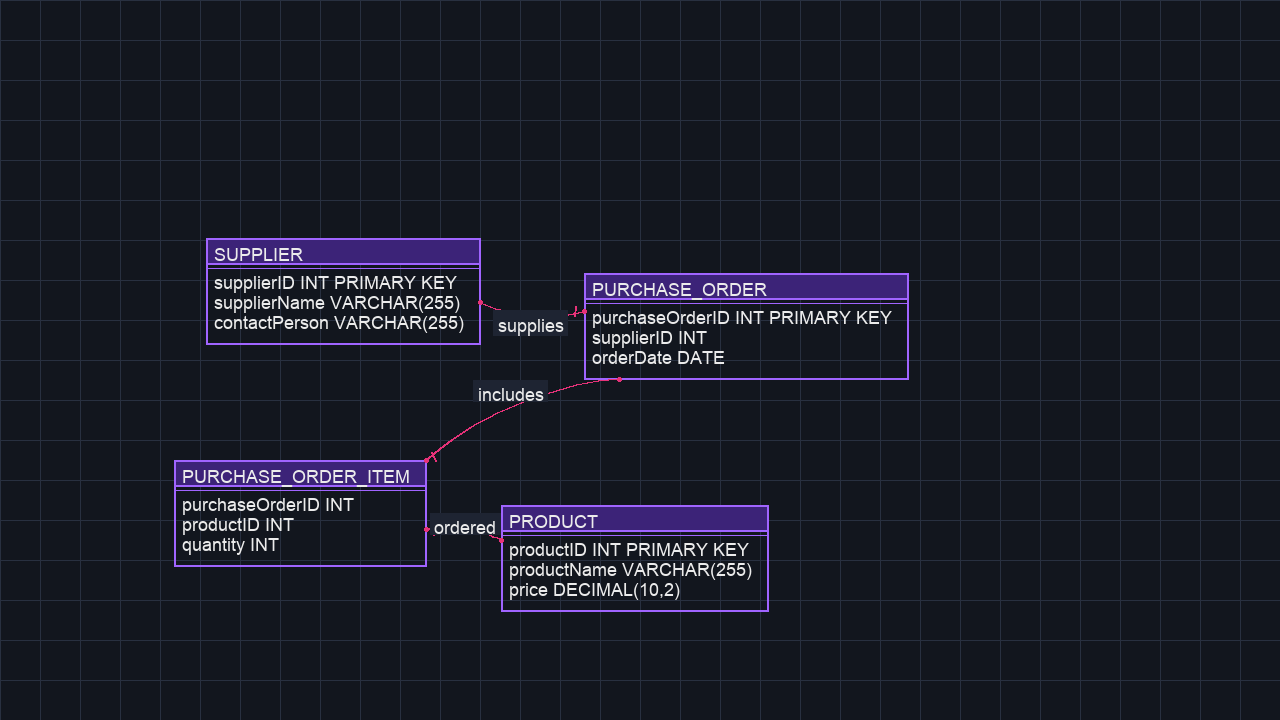 SUPPLIER
supplierID INT PRIMARY KEY
supplierName VARCHAR(255)
contactPerson VARCHAR(255)
supplies
PURCHASE_ORDER
purchaseOrderID INT PRIMARY KEY
supplierID INT
orderDate DATE
includes
PURCHASE_ORDER_ITEM
purchaseOrderID INT
productID INT
quantity INT
ordered
PRODUCT
productID INT PRIMARY KEY
productName VARCHAR(255)
price DECIMAL(10,2)